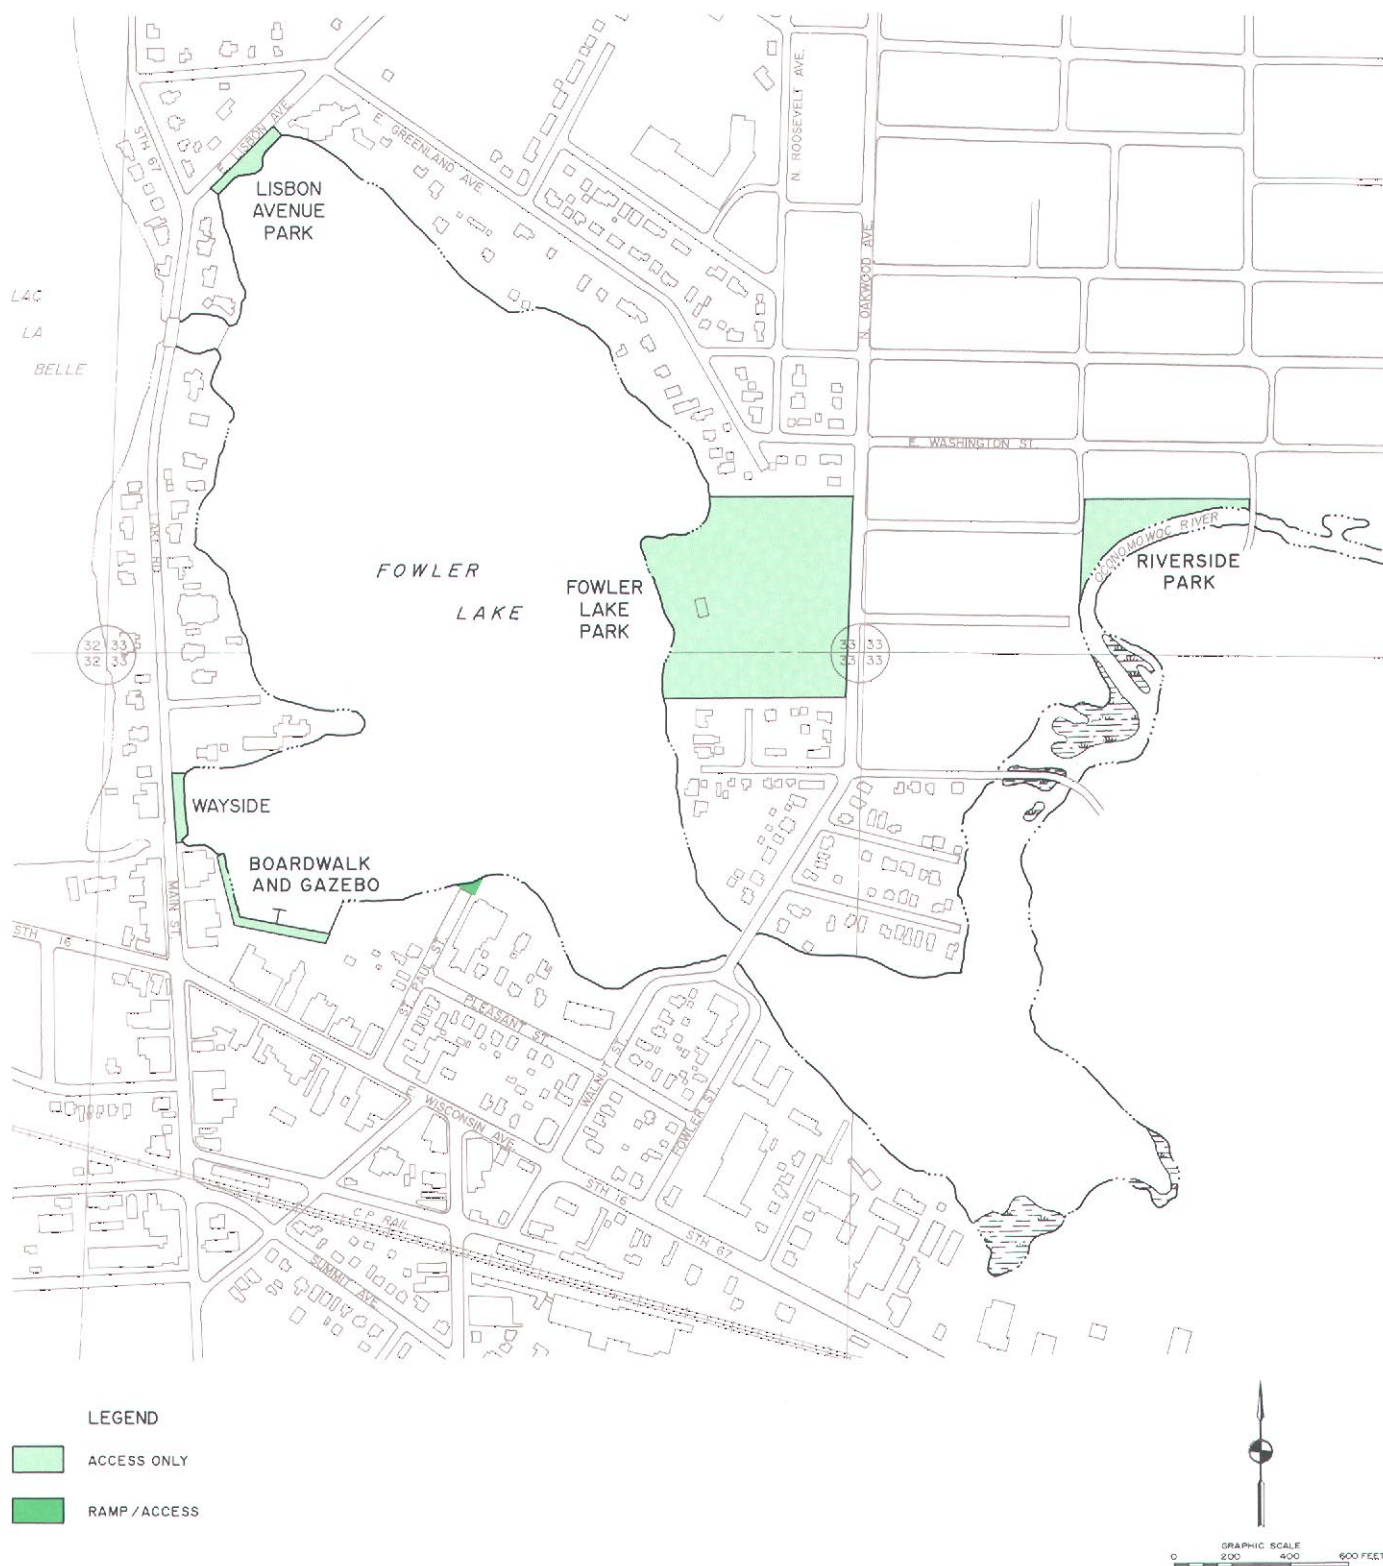 N. ROOSEVELT AVE.
E. LISBON AVE.
E. GREENLAND AVE.
STH 67
LISBON
AVENUE
PARK
N. OAKWOOD AVE.
LAC
LA
BELLE
E. WASHINGTON ST.
OCONOMOWOC RIVER
RIVERSIDE
PARK
FOWLER
LAKE
FOWLER
LAKE
PARK
LAKE RD.
32 33
32 33
33 33
33 33
WAYSIDE
BOARDWALK
AND GAZEBO
MAIN ST.
STH 16
ST. PAUL ST.
PLEASANT ST.
WALNUT ST.
FOWLER ST.
E. WISCONSIN AVE.
STH 16
STH 67
C.P. RAIL
SUMMIT AVE.
LEGEND
ACCESS ONLY
RAMP/ACCESS
GRAPHIC SCALE
0 200 400 600 FEET